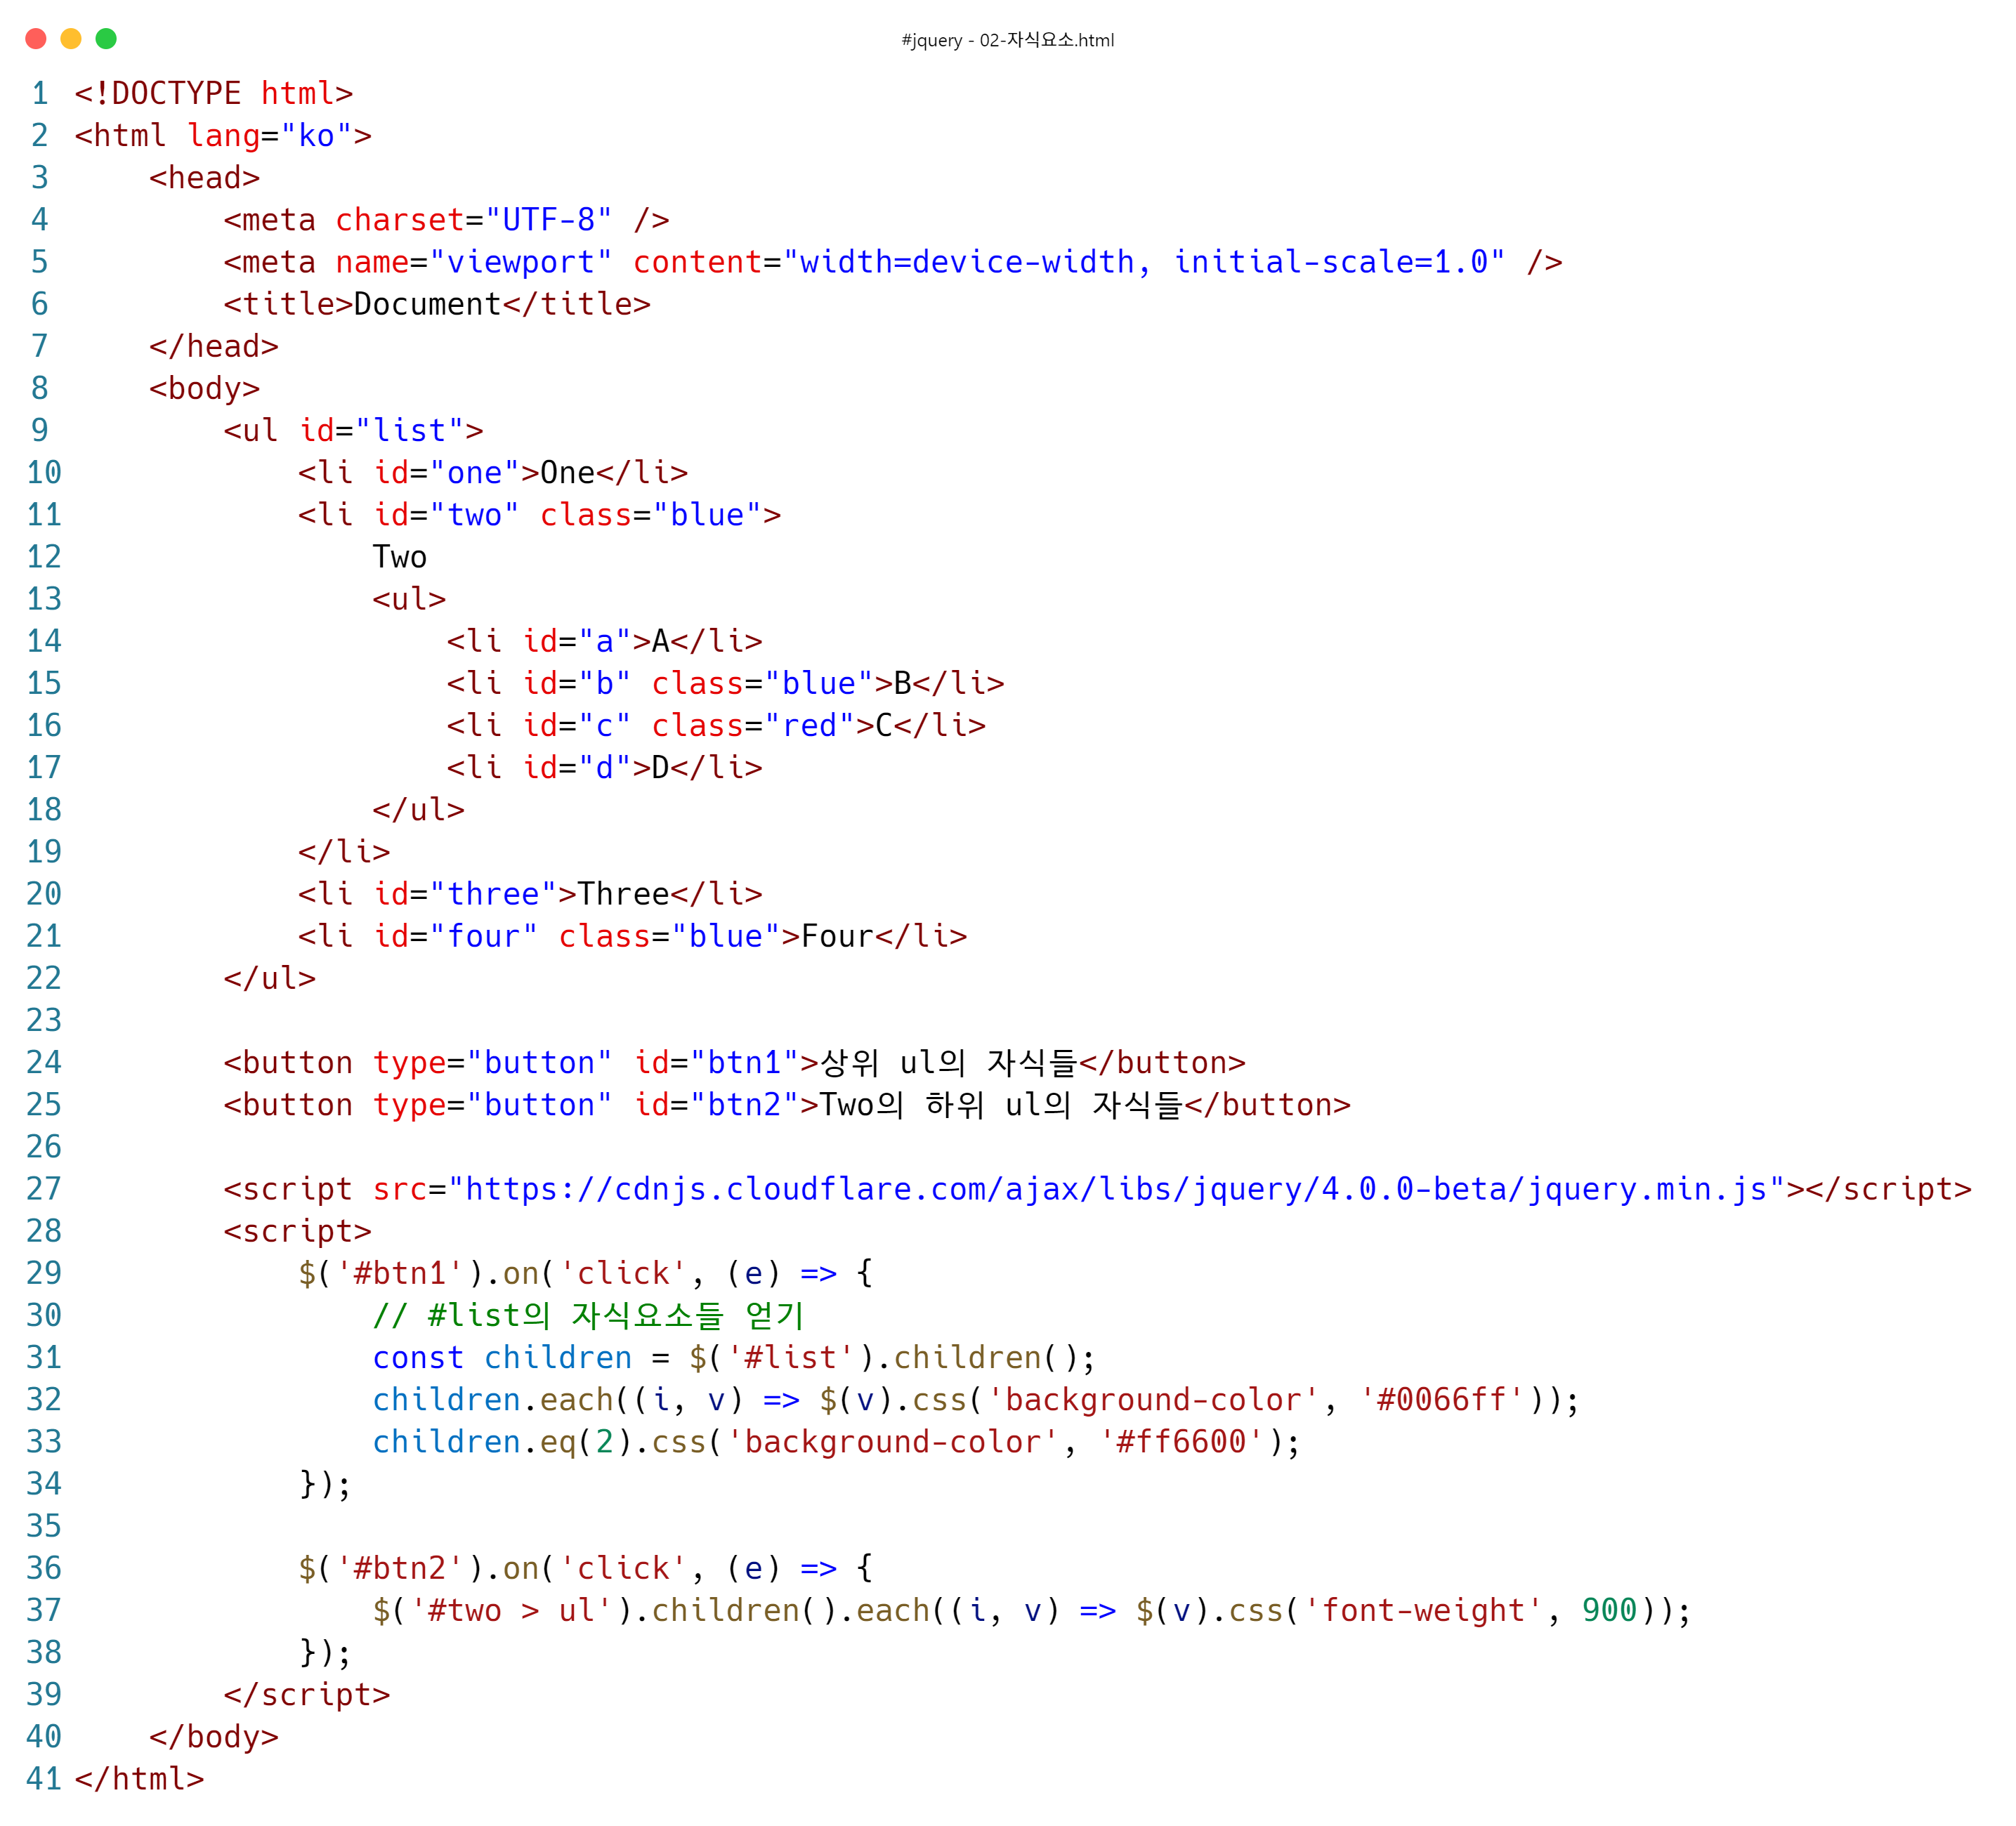 #jquery - 02-자식요소.html
1 <!DOCTYPE html>
2 <html lang="ko">
3     <head>
4         <meta charset="UTF-8" />
5         <meta name="viewport" content="width=device-width, initial-scale=1.0" />
6         <title>Document</title>
7     </head>
8     <body>
9         <ul id="list">
10             <li id="one">One</li>
11             <li id="two" class="blue">
12                 Two
13                 <ul>
14                     <li id="a">A</li>
15                     <li id="b" class="blue">B</li>
16                     <li id="c" class="red">C</li>
17                     <li id="d">D</li>
18                 </ul>
19             </li>
20             <li id="three">Three</li>
21             <li id="four" class="blue">Four</li>
22         </ul>
23
24         <button type="button" id="btn1">상위 ul의 자식들</button>
25         <button type="button" id="btn2">Two의 하위 ul의 자식들</button>
26
27         <script src="https://cdnjs.cloudflare.com/ajax/libs/jquery/4.0.0-beta/jquery.min.js"></script>
28         <script>
29             $('#btn1').on('click', (e) => {
30                 // #list의 자식요소들 얻기
31                 const children = $('#list').children();
32                 children.each((i, v) => $(v).css('background-color', '#0066ff'));
33                 children.eq(2).css('background-color', '#ff6600');
34             });
35
36             $('#btn2').on('click', (e) => {
37                 $('#two > ul').children().each((i, v) => $(v).css('font-weight', 900));
38             });
39         </script>
40     </body>
41 </html>